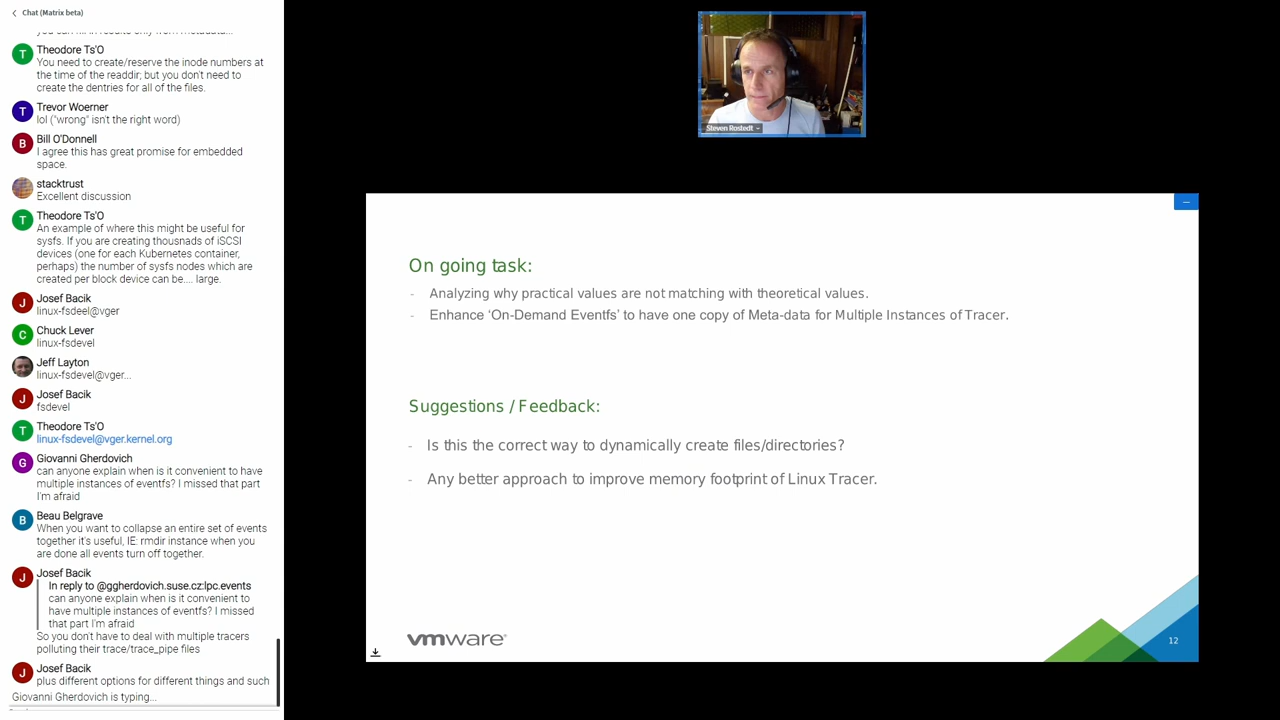 Chat (Matrix beta)
Theodore Ts'O
You need to create/reserve the inode numbers
at the time of the readdir; but you don't need to
create the dentries for all of the files.
Trevor Woerner
lol ("wrong" isn't the right word)
Bill O'Donnell
I agree this has great promise for embedded
space.
stacktrust
Excellent discussion
Theodore Ts'O
An example of where this might be useful for
sysfs. If you are creating thousnads of iSCSI
devices (one for each Kubernetes container,
perhaps) the number of sysfs nodes which are
created per block device can be.... large.
Josef Bacik
linux-fsdeel@vger
Chuck Lever
linux-fsdevel
Jeff Layton
linux-fsdevel@vger...
Josef Bacik
fsdevel
Theodore Ts'O
linux-fsdevel@vger.kernel.org
Giovanni Gherdovich
can anyone explain when is it convenient to have
multiple instances of eventfs? I missed that part
I'm afraid
Beau Belgrave
When you want to collapse an entire set of events
together it's useful, IE: rmdir instance when you
are done all events turn off together.
Josef Bacik
In reply to @ggherdovich.suse.cz:lpc.events
can anyone explain when is it convenient to
have multiple instances of eventfs? I missed
that part I'm afraid
So you don't have to deal with multiple tracers
polluting their trace/trace_pipe files
Josef Bacik
plus different options for different things and such
Giovanni Gherdovich is typing...
Steven Rostedt
On going task:
- Analyzing why practical values are not matching with theoretical values.
- Enhance ‘On-Demand Eventfs’ to have one copy of Meta-data for Multiple Instances of Tracer.
Suggestions / Feedback:
- Is this the correct way to dynamically create files/directories?
- Any better approach to improve memory footprint of Linux Tracer.
vmware®
12